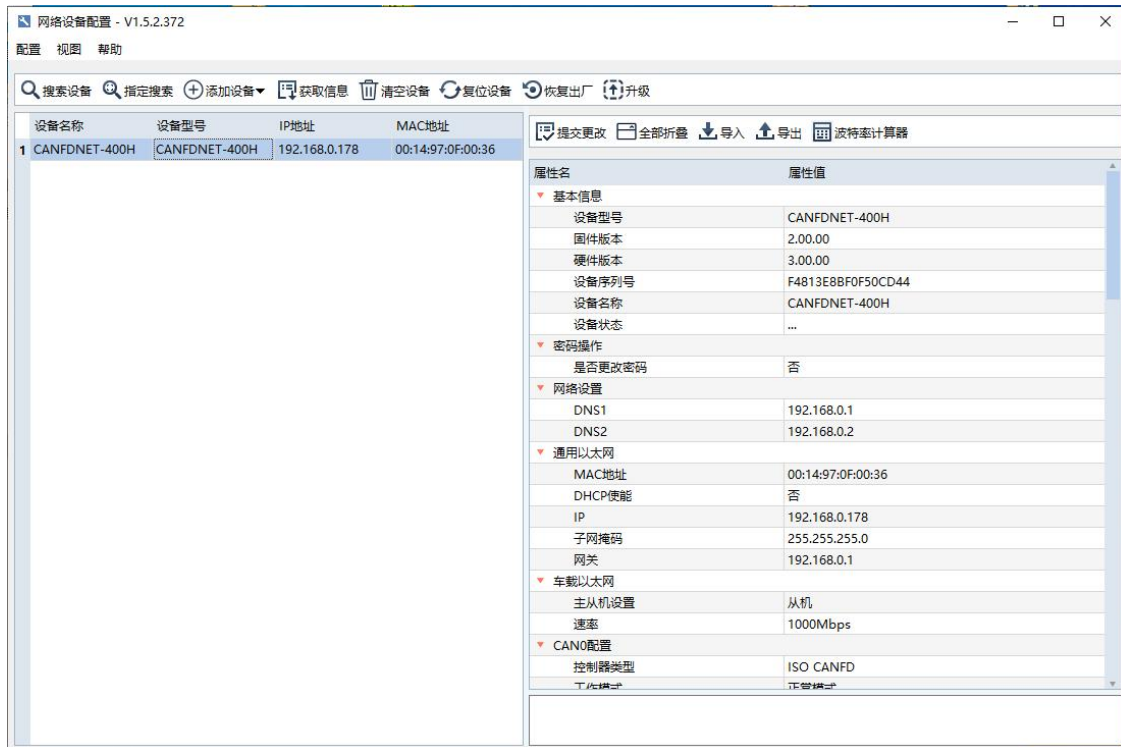 网络设备配置 - V1.5.2.372
配置 视图 帮助
搜索设备 指定搜索 添加设备 获取信息 清空设备 复位设备 恢复出厂 升级
设备名称 设备型号 IP地址 MAC地址
1 CANFDNET-400H CANFDNET-400H 192.168.0.178 00:14:97:0F:00:36
提交更改 全部折叠 导入 导出 波特率计算器
属性名 属性值
基本信息
设备型号 CANFDNET-400H
固件版本 2.00.00
硬件版本 3.00.00
设备序列号 F4813E8BF0F50CD44
设备名称 CANFDNET-400H
设备状态 ...
密码操作
是否更改密码 否
网络设置
DNS1 192.168.0.1
DNS2 192.168.0.2
通用以太网
MAC地址 00:14:97:0F:00:36
DHCP使能 否
IP 192.168.0.178
子网掩码 255.255.255.0
网关 192.168.0.1
车载以太网
主从机设置 从机
速率 1000Mbps
CAN0配置
控制器类型 ISO CANFD
工作模式 正常模式